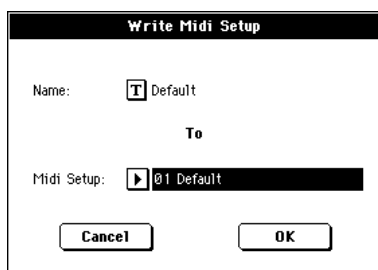 Write Midi Setup
Name: T Default
To
Midi Setup: 01 Default
Cancel OK